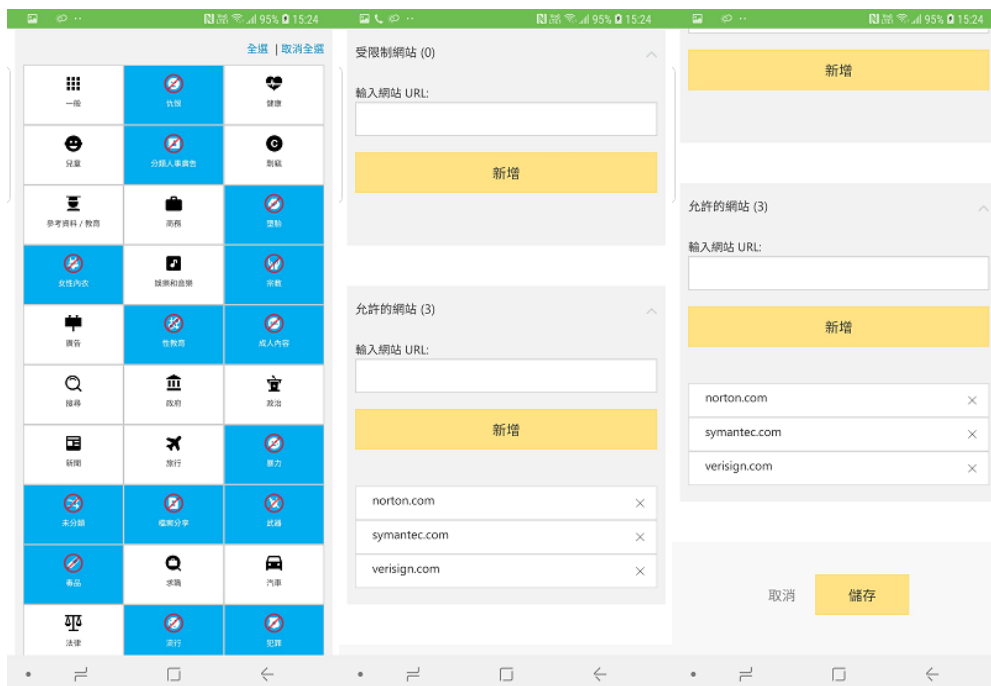 95% 15:24
全選 | 取消全選
一般
仇恨
健康
兒童
分類人事廣告
剽竊
參考資料 / 教育
商務
墮胎
女性內衣
娛樂和音樂
宗教
廣告
性教育
成人內容
搜尋
政府
政治
新聞
旅行
暴力
未分類
檔案分享
武器
毒品
求職
汽車
法律
流行
犯罪
95% 15:24
受限制網站 (0)
輸入網站 URL:
新增
允許的網站 (3)
輸入網站 URL:
新增
norton.com
symantec.com
verisign.com
95% 15:24
新增
允許的網站 (3)
輸入網站 URL:
新增
norton.com
symantec.com
verisign.com
取消
儲存